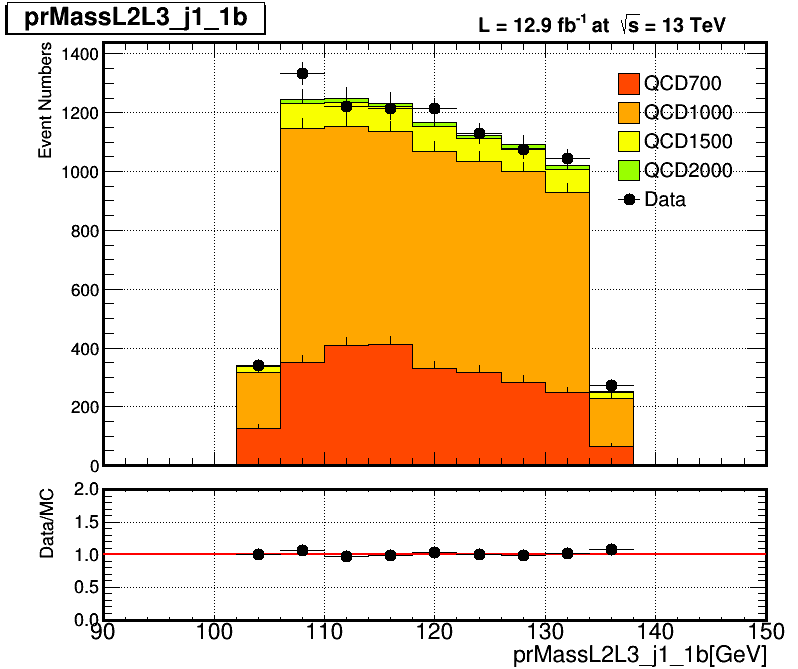 prMassL2L3_j1_1b
L = 12.9 fb⁻¹ at √s = 13 TeV
Event Numbers
1400
1200
1000
800
600
400
200
0
QCD700
QCD1000
QCD1500
QCD2000
Data
Data/MC
2.0
1.5
1.0
0.5
0.0
90 100 110 120 130 140 150
prMassL2L3_j1_1b[GeV]